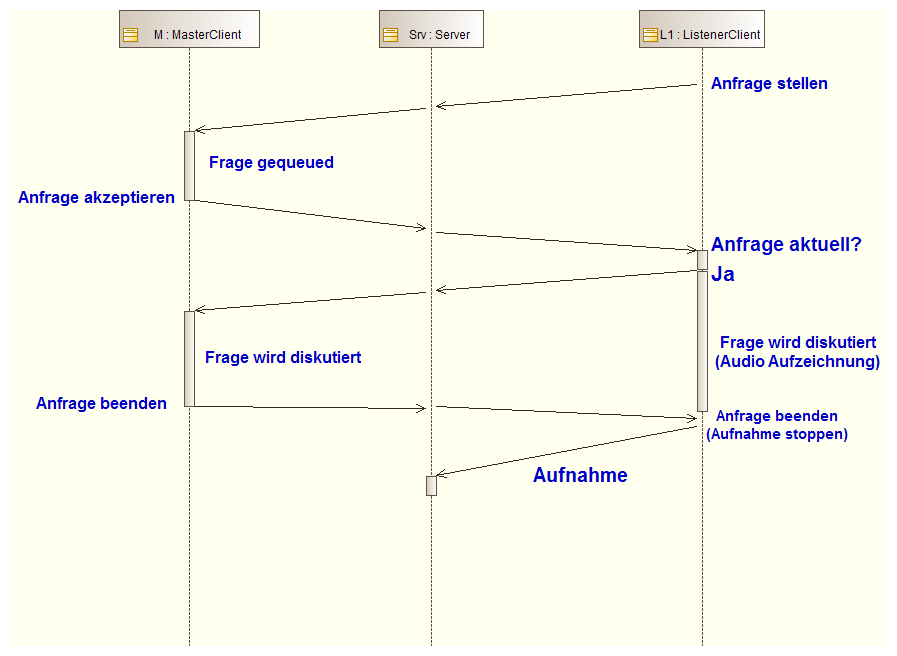 M : MasterClient
Srv : Server
L1 : ListenerClient
Anfrage stellen
Frage gequeued
Anfrage akzeptieren
Anfrage aktuell?
Ja
Frage wird diskutiert
(Audio Aufzeichnung)
Frage wird diskutiert
Anfrage beenden
Anfrage beenden
(Aufnahme stoppen)
Aufnahme